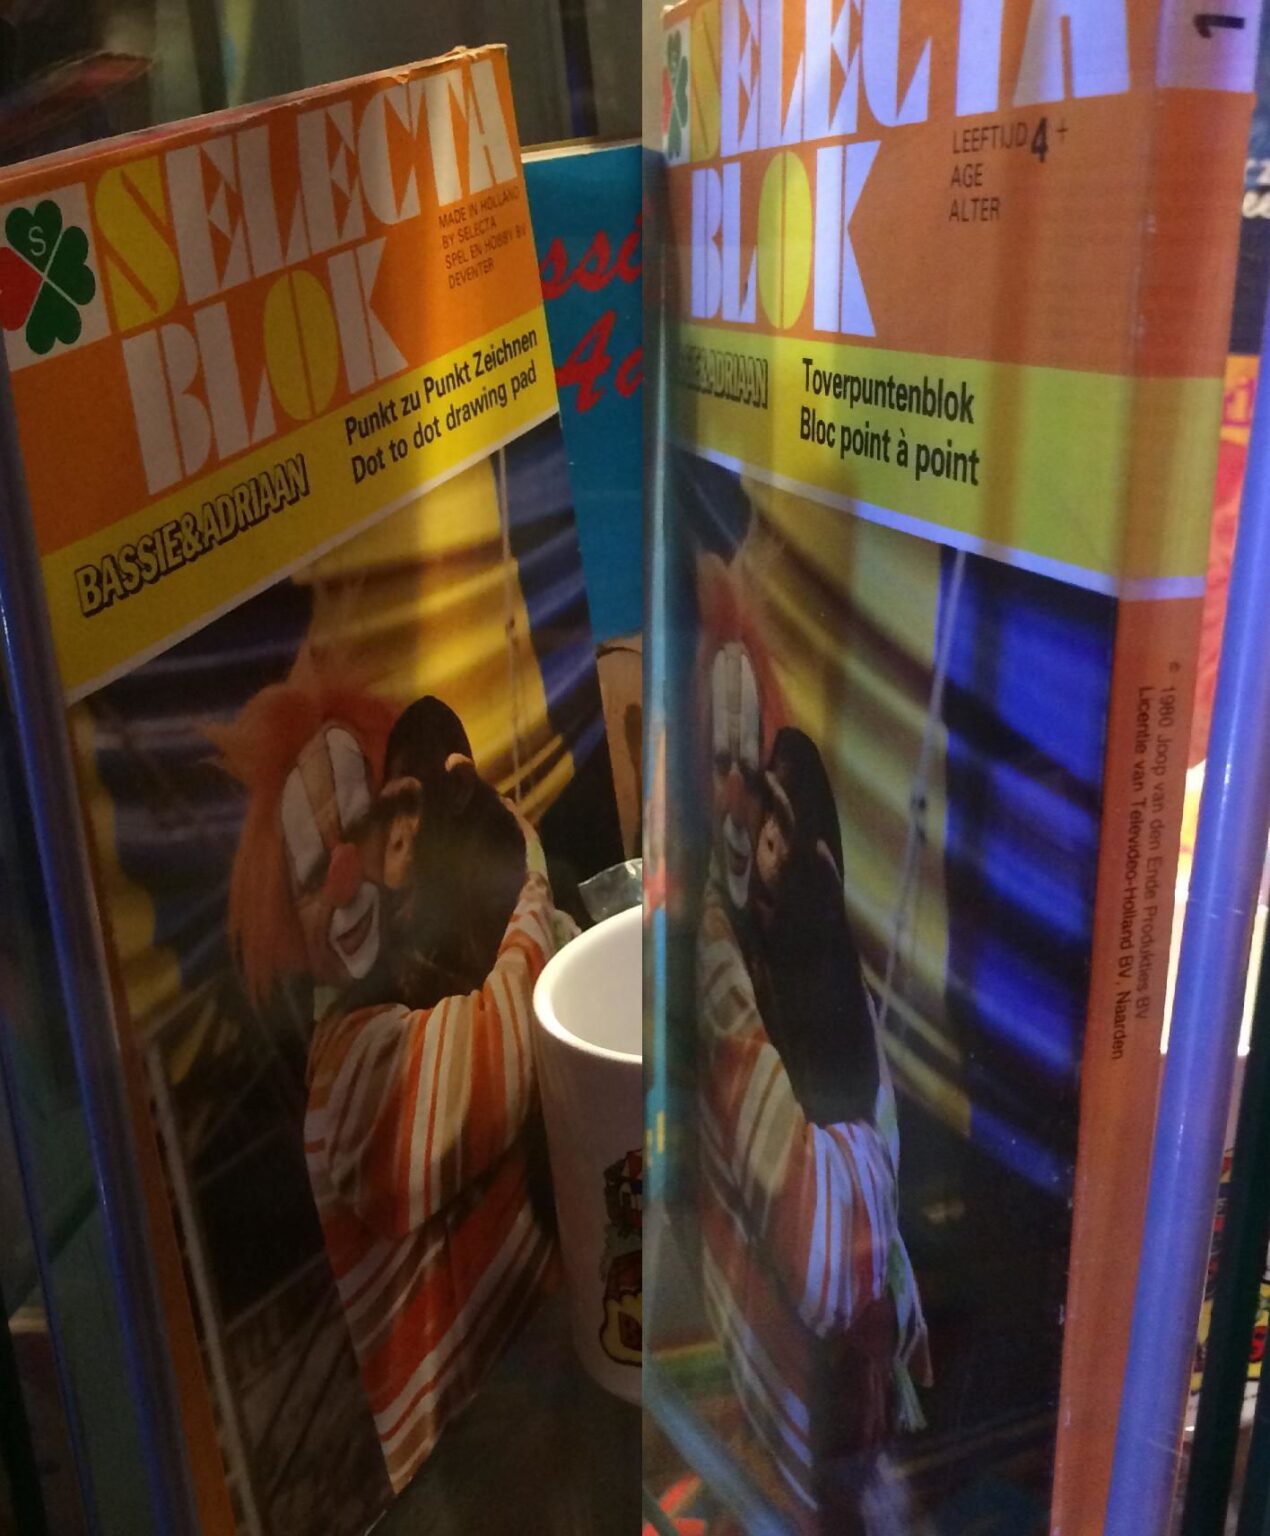 SELECTA
BLOK
S
MADE IN HOLLAND
BY SELECTA
SPEL EN HOBBY BV
DEVENTER
Punkt zu Punkt Zeichnen
Dot to dot drawing pad
BASSIE&ADRIAAN
SELECTA
BLOK
LEEFTIJD 4+
AGE
ALTER
1
Toverpuntenblok
Bloc point à point
© 1980 Joop van den Ende Produkties BV
Licentie van Televideo-Holland BV, Naarden